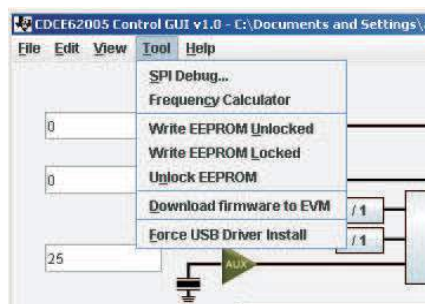 CDCE62005 Control GUI v1.0 - C:\Documents and Settings\
File Edit View Tool Help
SPI Debug...
Frequency Calculator
0
Write EEPROM Unlocked
Write EEPROM Locked
0
Unlock EEPROM
Download firmware to EVM
/ 1
Force USB Driver Install
/ 1
25
AUX